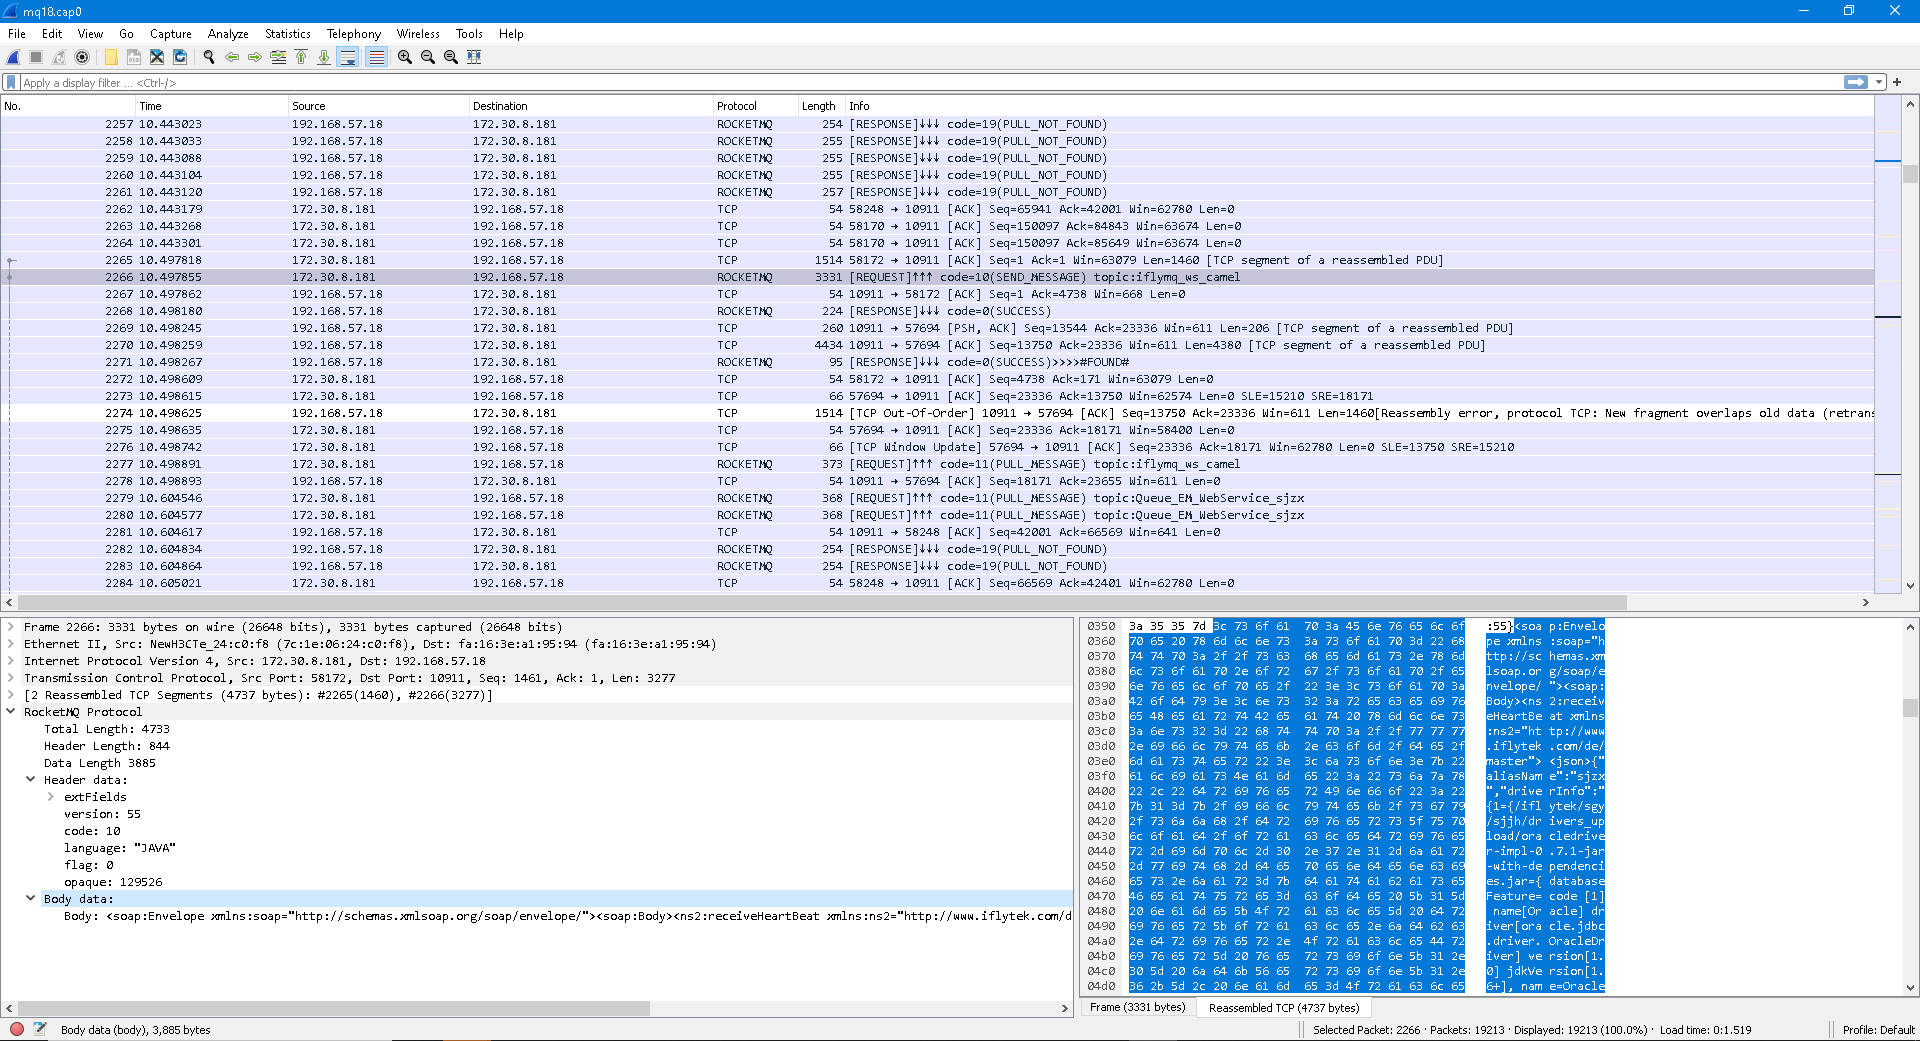 mq18.cap0
File Edit View Go Capture Analyze Statistics Telephony Wireless Tools Help
Apply a display filter ... <Ctrl-/>
No. Time Source Destination Protocol Length Info
2257 10.443023 192.168.57.18 172.30.8.181 ROCKETMQ 254 [RESPONSE]↓↓↓ code=19(PULL_NOT_FOUND)
2258 10.443033 192.168.57.18 172.30.8.181 ROCKETMQ 255 [RESPONSE]↓↓↓ code=19(PULL_NOT_FOUND)
2259 10.443088 192.168.57.18 172.30.8.181 ROCKETMQ 255 [RESPONSE]↓↓↓ code=19(PULL_NOT_FOUND)
2260 10.443104 192.168.57.18 172.30.8.181 ROCKETMQ 255 [RESPONSE]↓↓↓ code=19(PULL_NOT_FOUND)
2261 10.443120 192.168.57.18 172.30.8.181 ROCKETMQ 257 [RESPONSE]↓↓↓ code=19(PULL_NOT_FOUND)
2262 10.443179 172.30.8.181 192.168.57.18 TCP 54 58248 → 10911 [ACK] Seq=65941 Ack=42001 Win=62780 Len=0
2263 10.443268 172.30.8.181 192.168.57.18 TCP 54 58170 → 10911 [ACK] Seq=150097 Ack=84843 Win=63674 Len=0
2264 10.443301 172.30.8.181 192.168.57.18 TCP 54 58170 → 10911 [ACK] Seq=150097 Ack=85649 Win=63674 Len=0
2265 10.497818 172.30.8.181 192.168.57.18 TCP 1514 58172 → 10911 [ACK] Seq=1 Ack=1 Win=63079 Len=1460 [TCP segment of a reassembled PDU]
2266 10.497855 172.30.8.181 192.168.57.18 ROCKETMQ 3331 [REQUEST]↑↑↑ code=10(SEND_MESSAGE) topic:iflymq_ws_camel
2267 10.497862 192.168.57.18 172.30.8.181 TCP 54 10911 → 58172 [ACK] Seq=1 Ack=4738 Win=668 Len=0
2268 10.498180 192.168.57.18 172.30.8.181 ROCKETMQ 224 [RESPONSE]↓↓↓ code=0(SUCCESS)
2269 10.498245 192.168.57.18 172.30.8.181 TCP 260 10911 → 57694 [PSH, ACK] Seq=13544 Ack=23336 Win=611 Len=206 [TCP segment of a reassembled PDU]
2270 10.498259 192.168.57.18 172.30.8.181 TCP 4434 10911 → 57694 [ACK] Seq=13750 Ack=23336 Win=611 Len=4380 [TCP segment of a reassembled PDU]
2271 10.498267 192.168.57.18 172.30.8.181 ROCKETMQ 95 [RESPONSE]↓↓↓ code=0(SUCCESS)>>>>#FOUND#
2272 10.498609 172.30.8.181 192.168.57.18 TCP 54 58172 → 10911 [ACK] Seq=4738 Ack=171 Win=63079 Len=0
2273 10.498615 172.30.8.181 192.168.57.18 TCP 66 57694 → 10911 [ACK] Seq=23336 Ack=13750 Win=62574 Len=0 SLE=15210 SRE=18171
2274 10.498625 192.168.57.18 172.30.8.181 TCP 1514 [TCP Out-Of-Order] 10911 → 57694 [ACK] Seq=13750 Ack=23336 Win=611 Len=1460[Reassembly error, protocol TCP: New fragment overlaps old data (retrans
2275 10.498635 172.30.8.181 192.168.57.18 TCP 54 57694 → 10911 [ACK] Seq=23336 Ack=18171 Win=58400 Len=0
2276 10.498742 172.30.8.181 192.168.57.18 TCP 66 [TCP Window Update] 57694 → 10911 [ACK] Seq=23336 Ack=18171 Win=62780 Len=0 SLE=13750 SRE=15210
2277 10.498891 172.30.8.181 192.168.57.18 ROCKETMQ 373 [REQUEST]↑↑↑ code=11(PULL_MESSAGE) topic:iflymq_ws_camel
2278 10.498893 192.168.57.18 172.30.8.181 TCP 54 10911 → 57694 [ACK] Seq=18171 Ack=23655 Win=611 Len=0
2279 10.604546 172.30.8.181 192.168.57.18 ROCKETMQ 368 [REQUEST]↑↑↑ code=11(PULL_MESSAGE) topic:Queue_EM_WebService_sjzx
2280 10.604577 172.30.8.181 192.168.57.18 ROCKETMQ 368 [REQUEST]↑↑↑ code=11(PULL_MESSAGE) topic:Queue_EM_WebService_sjzx
2281 10.604617 192.168.57.18 172.30.8.181 TCP 54 10911 → 58248 [ACK] Seq=42001 Ack=66569 Win=641 Len=0
2282 10.604834 192.168.57.18 172.30.8.181 ROCKETMQ 254 [RESPONSE]↓↓↓ code=19(PULL_NOT_FOUND)
2283 10.604864 192.168.57.18 172.30.8.181 ROCKETMQ 254 [RESPONSE]↓↓↓ code=19(PULL_NOT_FOUND)
2284 10.605021 172.30.8.181 192.168.57.18 TCP 54 58248 → 10911 [ACK] Seq=66569 Ack=42401 Win=62780 Len=0
Frame 2266: 3331 bytes on wire (26648 bits), 3331 bytes captured (26648 bits)
Ethernet II, Src: NewH3CTe_24:c0:f8 (7c:1e:06:24:c0:f8), Dst: fa:16:3e:a1:95:94 (fa:16:3e:a1:95:94)
Internet Protocol Version 4, Src: 172.30.8.181, Dst: 192.168.57.18
Transmission Control Protocol, Src Port: 58172, Dst Port: 10911, Seq: 1461, Ack: 1, Len: 3277
[2 Reassembled TCP Segments (4737 bytes): #2265(1460), #2266(3277)]
RocketMQ Protocol
Total Length: 4733
Header Length: 844
Data Length 3885
Header data:
extFields
version: 55
code: 10
language: "JAVA"
flag: 0
opaque: 129526
Body data:
Body: <soap:Envelope xmlns:soap="http://schemas.xmlsoap.org/soap/envelope/"><soap:Body><ns2:receiveHeartBeat xmlns:ns2="http://www.iflytek.com/d
0350 3a 35 35 7d 3c 73 6f 61 70 3a 45 6e 76 65 6c 6f :55}<soa p:Envelo
0360 70 65 20 78 6d 6c 6e 73 3a 73 6f 61 70 3d 22 68 pe xmlns :soap="h
0370 74 74 70 3a 2f 2f 73 63 68 65 6d 61 73 2e 78 6d ttp://sc hemas.xm
0380 6c 73 6f 61 70 2e 6f 72 67 2f 73 6f 61 70 2f 65 lsoap.or g/soap/e
0390 6e 76 65 6c 6f 70 65 2f 22 3e 3c 73 6f 61 70 3a nvelope/ "><soap:
03a0 42 6f 64 79 3e 3c 6e 73 32 3a 72 65 63 65 69 76 Body><ns 2:receiv
03b0 65 48 65 61 72 74 42 65 61 74 20 78 6d 6c 6e 73 eHeartBe at xmlns
03c0 3a 6e 73 32 3d 22 68 74 74 70 3a 2f 2f 77 77 77 :ns2="ht tp://www
03d0 2e 69 66 6c 79 74 65 6b 2e 63 6f 6d 2f 64 65 2f .iflytek .com/de/
03e0 6d 61 73 74 65 72 22 3e 3c 6a 73 6f 6e 3e 7b 22 master"> <json>{"
03f0 61 6c 69 61 73 4e 61 6d 65 22 3a 22 73 6a 7a 78 aliasNam e":"sjzx
0400 22 2c 22 64 72 69 76 65 72 49 6e 66 6f 22 3a 22 ","drive rInfo":"
0410 7b 31 3d 7b 2f 69 66 6c 79 74 65 6b 2f 73 67 79 {1={/ifl ytek/sgy
0420 2f 73 6a 6a 68 2f 64 72 69 76 65 72 73 5f 75 70 /sjjh/dr ivers_up
0430 6c 6f 61 64 2f 6f 72 61 63 6c 65 64 72 69 76 65 load/ora cledrive
0440 72 2d 69 6d 70 6c 2d 30 2e 37 2e 31 2d 6a 61 72 r-impl-0 .7.1-jar
0450 2d 77 69 74 68 2d 64 65 70 65 6e 64 65 6e 63 69 -with-de pendenci
0460 65 73 2e 6a 61 72 3d 7b 64 61 74 61 62 61 73 65 es.jar={ database
0470 46 65 61 74 75 72 65 3d 63 6f 64 65 20 5b 31 5d Feature= code [1]
0480 20 6e 61 6d 65 5b 4f 72 61 63 6c 65 5d 20 64 72 name[Or acle] dr
0490 69 76 65 72 5b 6f 72 61 63 6c 65 2e 6a 64 62 63 iver[ora cle.jdbc
04a0 2e 64 72 69 76 65 72 2e 4f 72 61 63 6c 65 44 72 .driver. OracleDr
04b0 69 76 65 72 5d 20 76 65 72 73 69 6f 6e 5b 31 2e iver] ve rsion[1.
04c0 30 5d 20 6a 64 6b 56 65 72 73 69 6f 6e 5b 31 2e 0] jdkVe rsion[1.
04d0 36 2b 5d 2c 20 6e 61 6d 65 3d 4f 72 61 63 6c 65 6+], nam e=Oracle
Frame (3331 bytes) Reassembled TCP (4737 bytes)
Body data (body), 3,885 bytes
Selected Packet: 2266 · Packets: 19213 · Displayed: 19213 (100.0%) · Load time: 0:1.519
Profile: Default